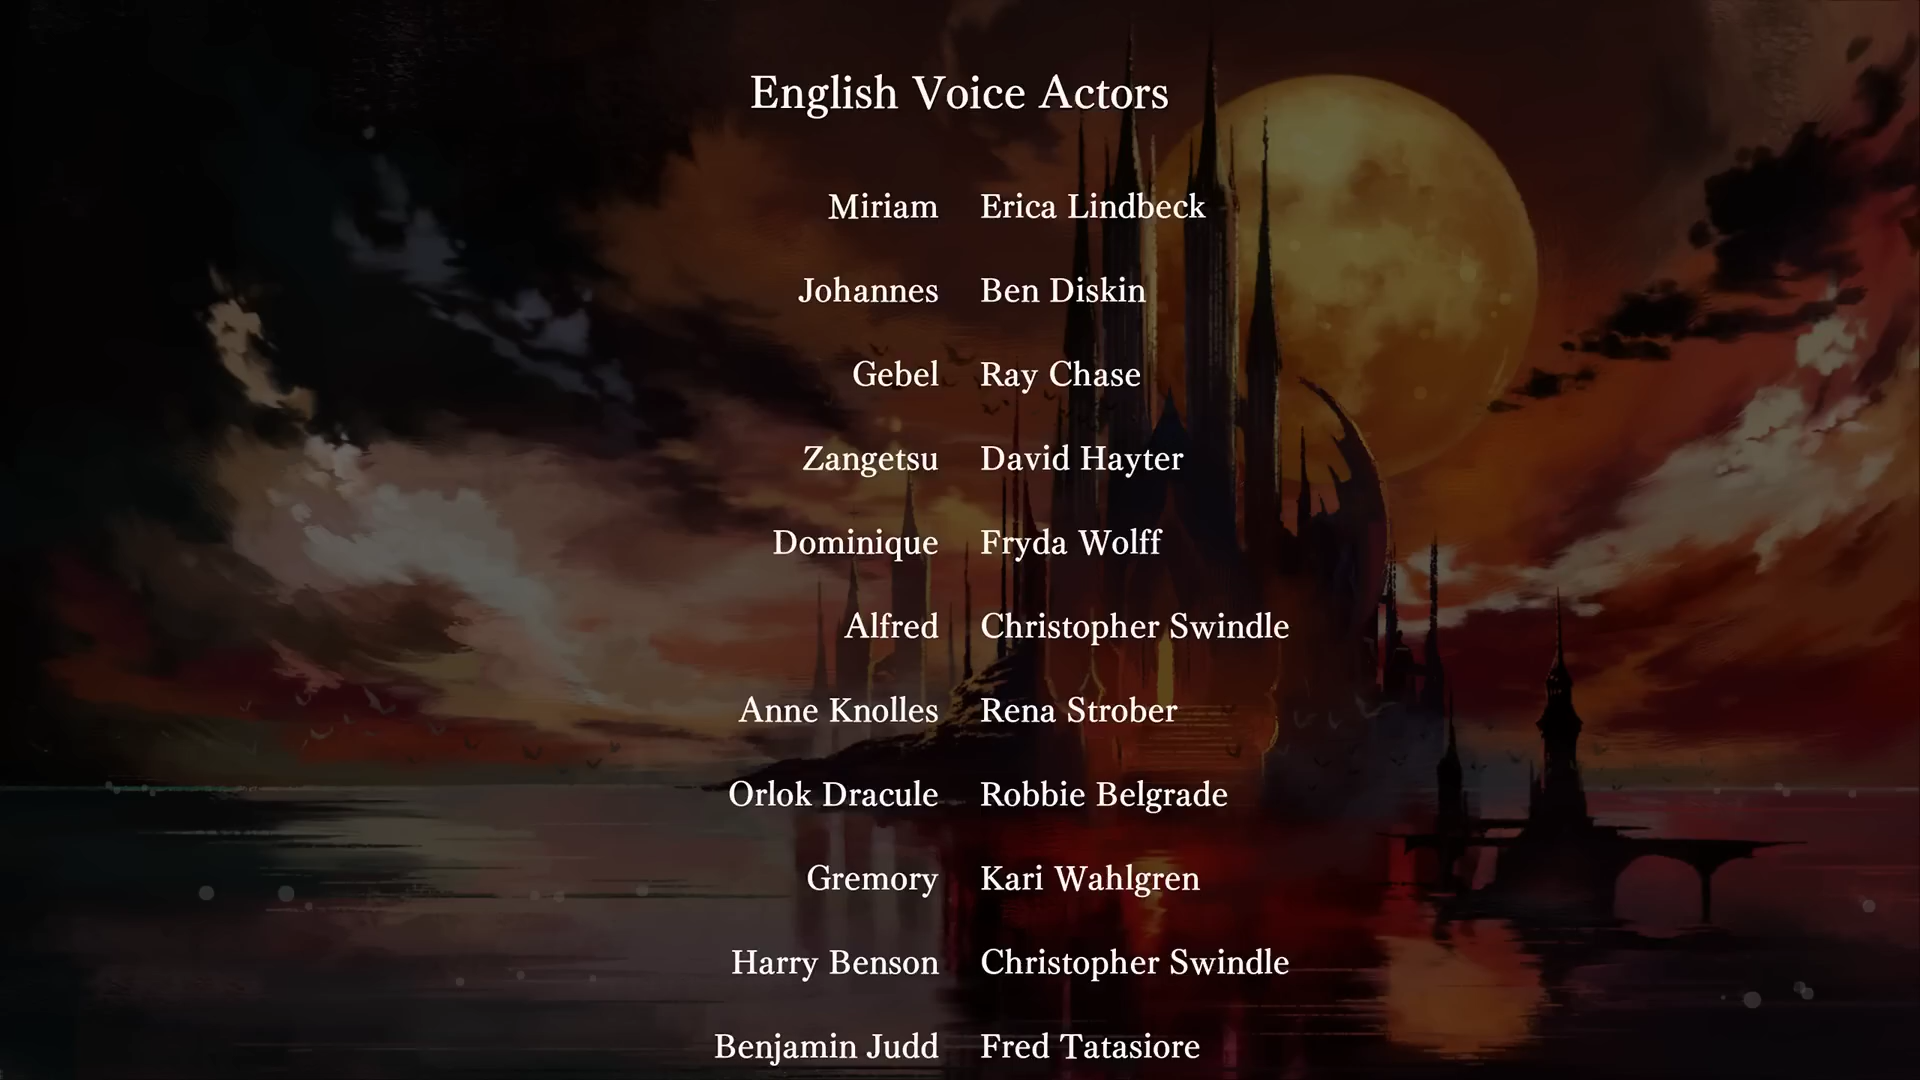 English Voice Actors
Miriam Erica Lindbeck
Johannes Ben Diskin
Gebel Ray Chase
Zangetsu David Hayter
Dominique Fryda Wolff
Alfred Christopher Swindle
Anne Knolles Rena Strober
Orlok Dracule Robbie Belgrade
Gremory Kari Wahlgren
Harry Benson Christopher Swindle
Benjamin Judd Fred Tatasiore